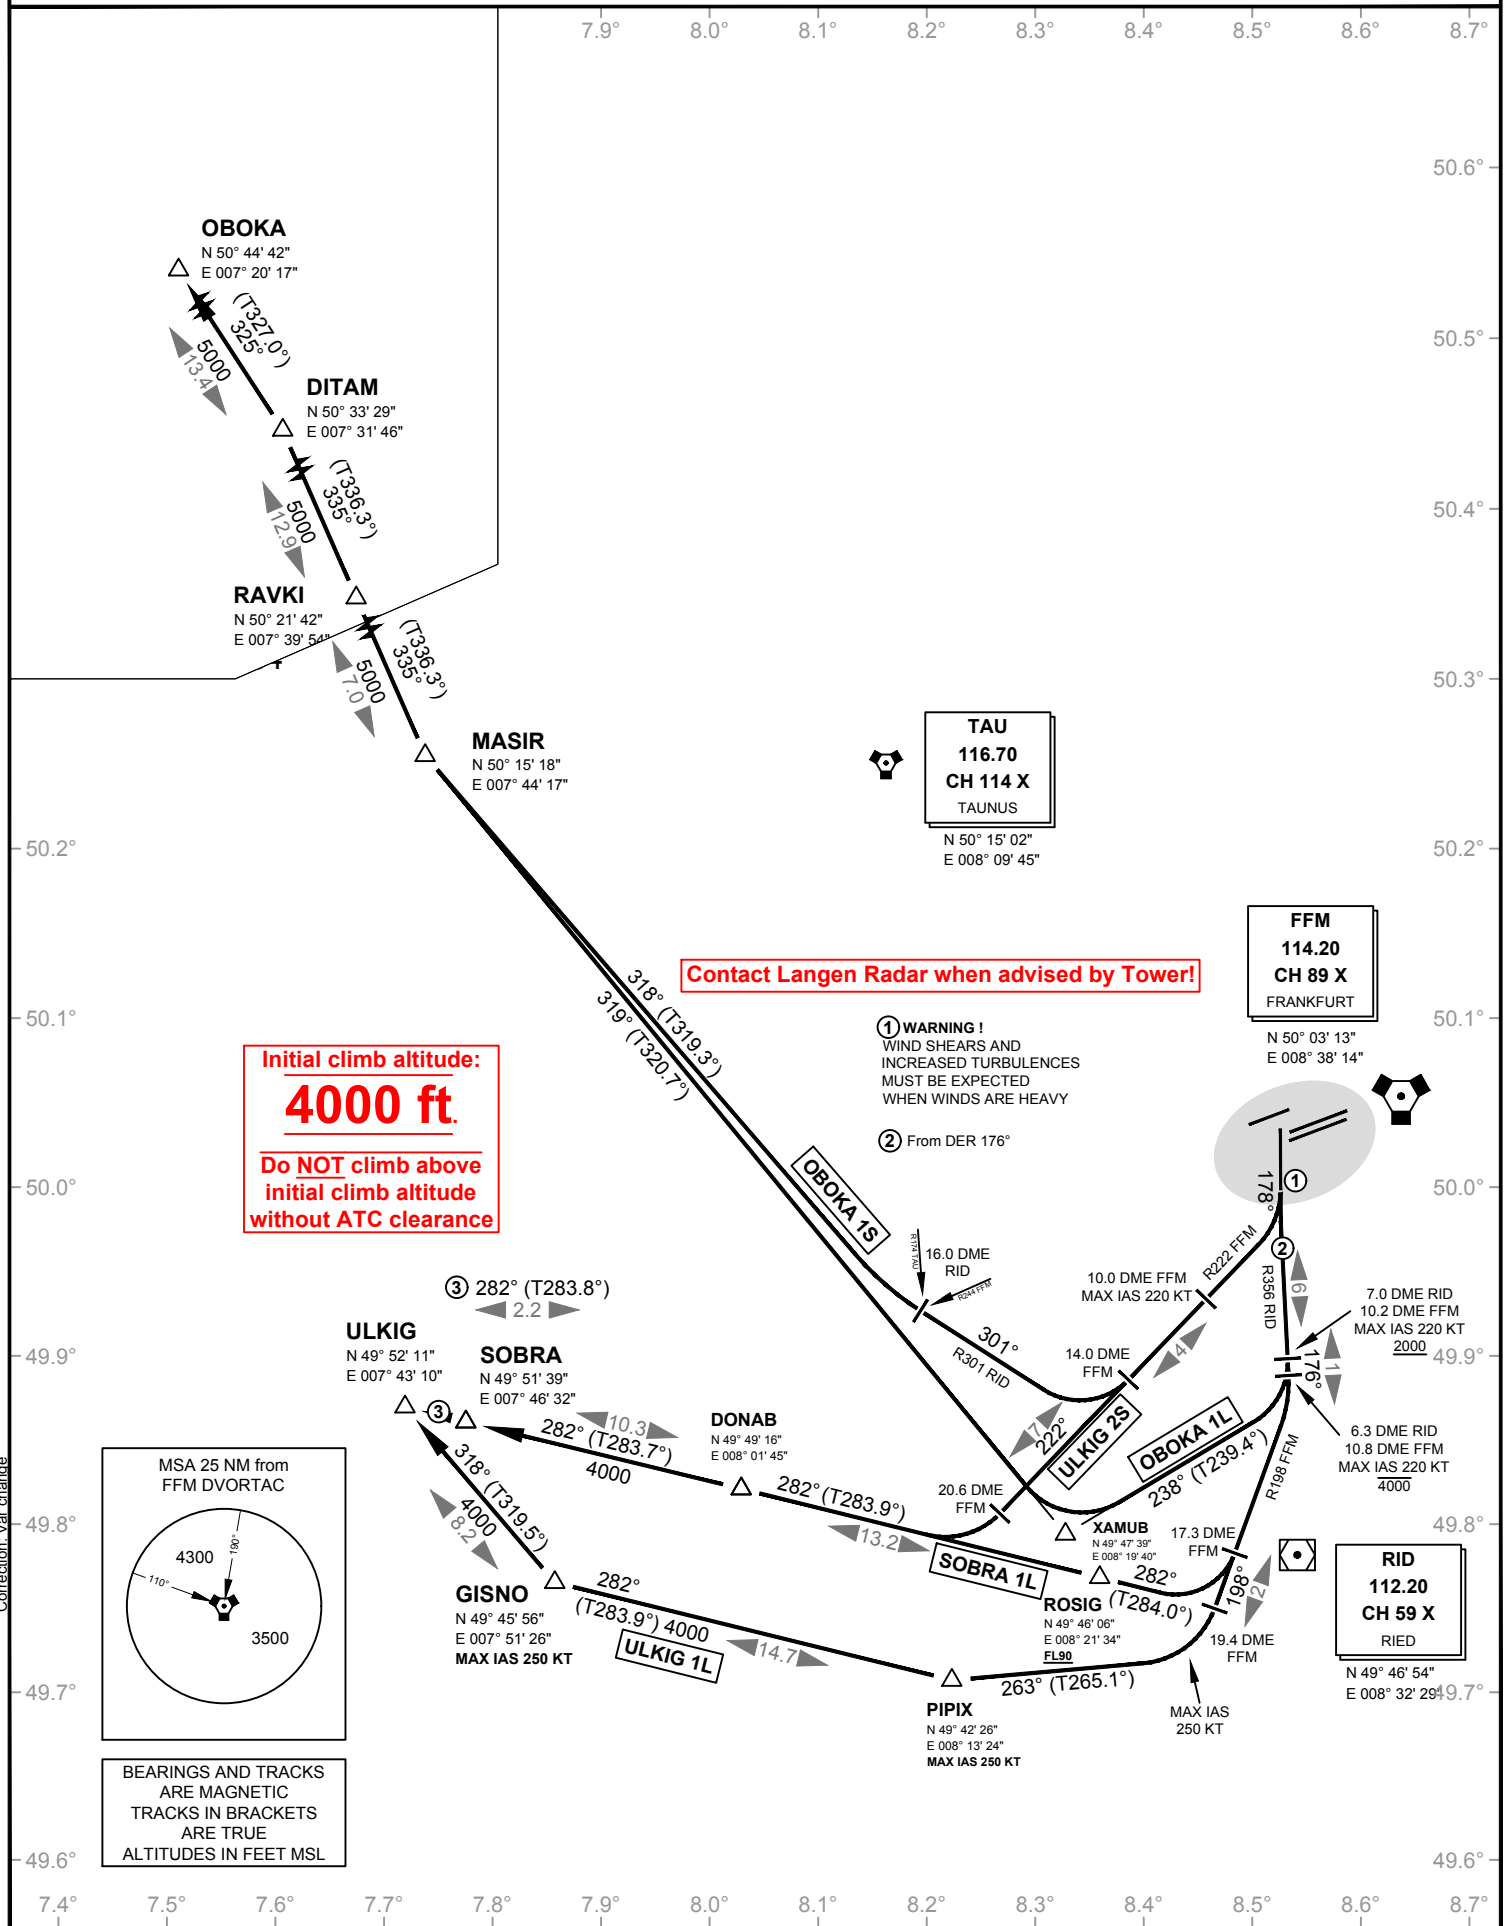 7.9° 8.0° 8.1° 8.2° 8.3° 8.4° 8.5° 8.6° 8.7°
50.6°
OBOKA
N 50° 44' 42"
E 007° 20' 17"
(T327.0°)
325°
5000
13.4
50.5°
DITAM
N 50° 33' 29"
E 007° 31' 46"
(T336.3°)
335°
5000
12.9
50.4°
RAVKI
N 50° 21' 42"
E 007° 39' 54"
(T336.3°)
335°
5000
7.0
50.3°
MASIR
N 50° 15' 18"
E 007° 44' 17"
TAU
116.70
CH 114 X
TAUNUS
N 50° 15' 02"
E 008° 09' 45"
50.2° 50.2°
FFM
114.20
CH 89 X
FRANKFURT
N 50° 03' 13"
E 008° 38' 14"
Contact Langen Radar when advised by Tower!
318° (T319.3°)
319° (T320.7°)
50.1° 50.1°
1 WARNING !
WIND SHEARS AND
INCREASED TURBULENCES
MUST BE EXPECTED
WHEN WINDS ARE HEAVY
2 From DER 176°
Initial climb altitude:
4000 ft.
Do NOT climb above
initial climb altitude
without ATC clearance
OBOKA 1S
50.0° 50.0°
178°
1
2
R222 FFM
R356 RID
6
R174 TAU
16.0 DME
RID
R244 FFM
10.0 DME FFM
MAX IAS 220 KT
7.0 DME RID
10.2 DME FFM
MAX IAS 220 KT
2000
3 282° (T283.8°)
2.2
ULKIG
N 49° 52' 11"
E 007° 43' 10"
SOBRA
N 49° 51' 39"
E 007° 46' 32"
3
301°
R301 RID
4
14.0 DME
FFM
49.9° 49.9°
176°
1
6.3 DME RID
10.8 DME FFM
MAX IAS 220 KT
4000
10.3
282° (T283.7°)
4000
DONAB
N 49° 49' 16"
E 008° 01' 45"
7
222°
ULKIG 2S
OBOKA 1L
238° (T239.4°)
R198 FFM
MSA 25 NM from
FFM DVORTAC
4300
190°
110°
3500
318° (T319.5°)
4000
8.2
282° (T283.9°)
13.2
20.6 DME
FFM
49.8° 49.8°
XAMUB
N 49° 47' 39"
E 008° 19' 40"
17.3 DME
FFM
SOBRA 1L
282°
(T284.0°)
198°
2
ROSIG
N 49° 46' 06"
E 008° 21' 34"
FL90
19.4 DME
FFM
RID
112.20
CH 59 X
RIED
N 49° 46' 54"
E 008° 32' 29"
GISNO
N 49° 45' 56"
E 007° 51' 26"
MAX IAS 250 KT
282°
(T283.9°) 4000
ULKIG 1L
14.7
263° (T265.1°)
49.7° 49.7°
PIPIX
N 49° 42' 26"
E 008° 13' 24"
MAX IAS 250 KT
MAX IAS
250 KT
BEARINGS AND TRACKS
ARE MAGNETIC
TRACKS IN BRACKETS
ARE TRUE
ALTITUDES IN FEET MSL
Correction: Var change
49.6° 49.6°
7.4° 7.5° 7.6° 7.7° 7.8° 7.9° 8.0° 8.1° 8.2° 8.3° 8.4° 8.5° 8.6° 8.7°